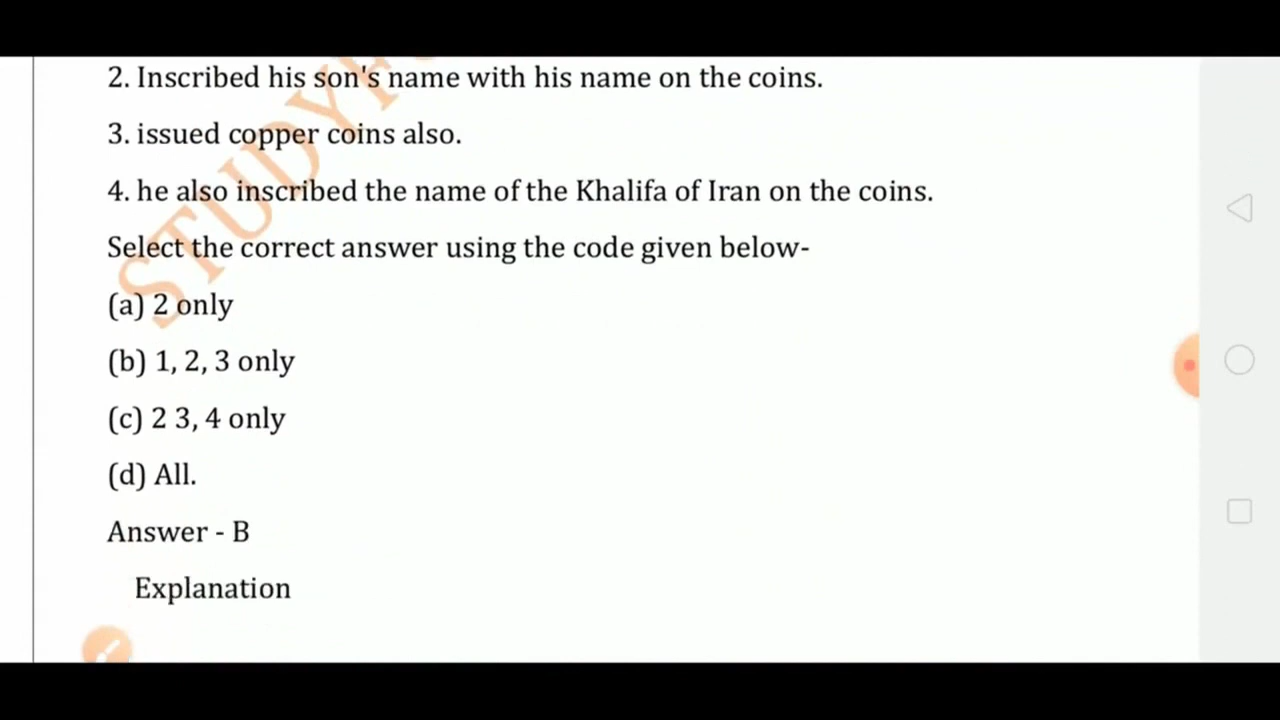 2. Inscribed his son's name with his name on the coins.
3. issued copper coins also.
4. he also inscribed the name of the Khalifa of Iran on the coins.
Select the correct answer using the code given below-
(a) 2 only
(b) 1, 2, 3 only
(c) 2 3, 4 only
(d) All.
Answer - B
Explanation